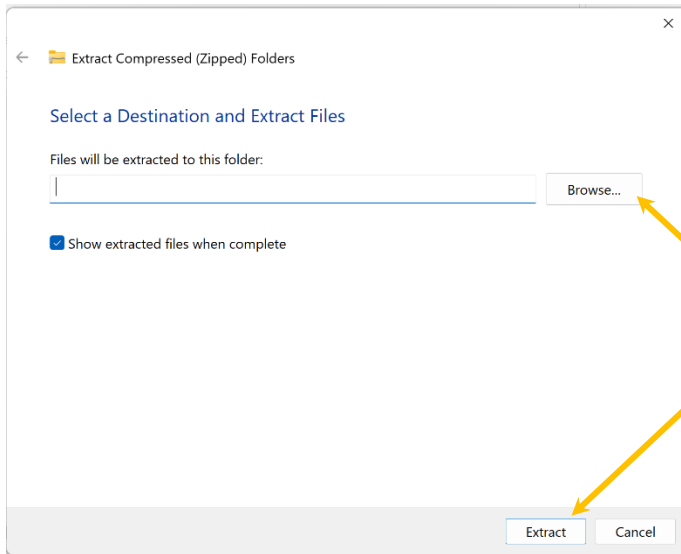 Extract Compressed (Zipped) Folders
Select a Destination and Extract Files
Files will be extracted to this folder:
Browse...
Show extracted files when complete
Extract Cancel